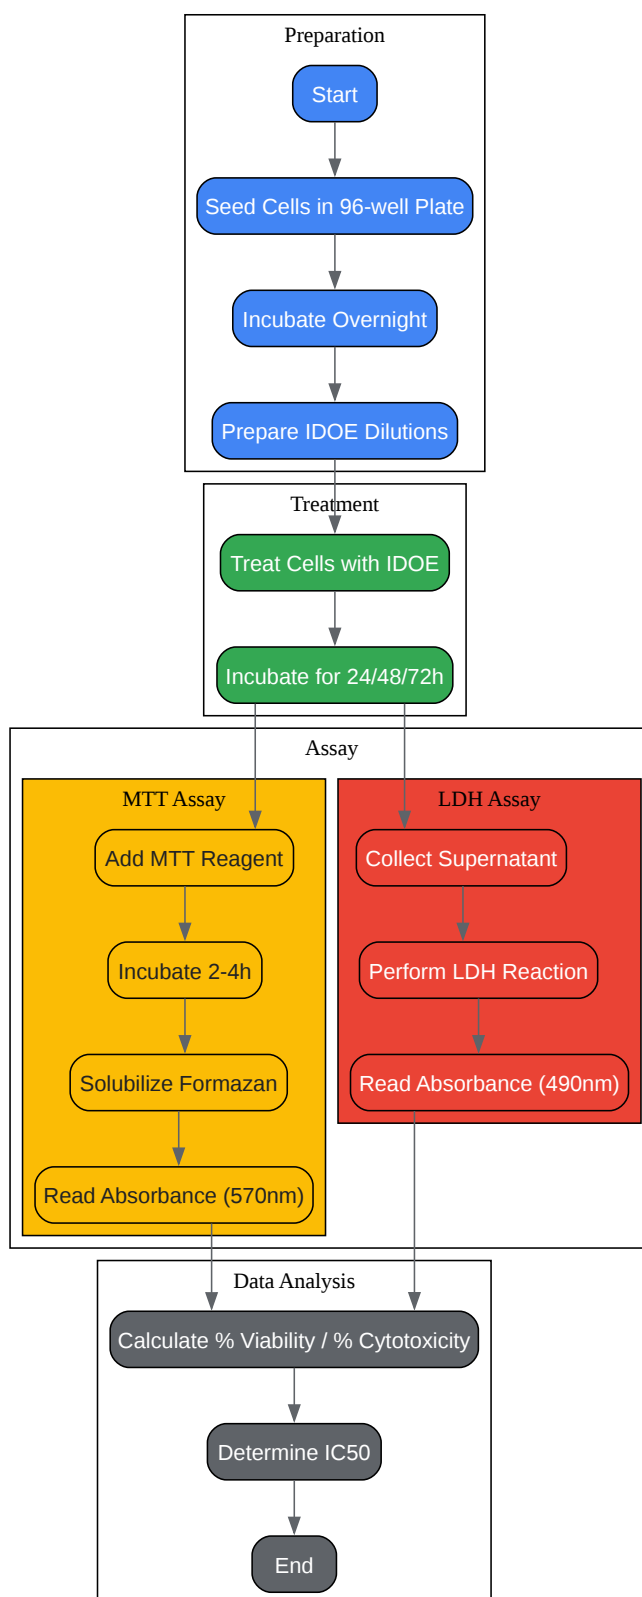 Preparation
Start
Seed Cells in 96-well Plate
Incubate Overnight
Prepare IDOE Dilutions
Treatment
Treat Cells with IDOE
Incubate for 24/48/72h
Assay
MTT Assay
Add MTT Reagent
Incubate 2-4h
Solubilize Formazan
Read Absorbance (570nm)
LDH Assay
Collect Supernatant
Perform LDH Reaction
Read Absorbance (490nm)
Data Analysis
Calculate % Viability / % Cytotoxicity
Determine IC50
End